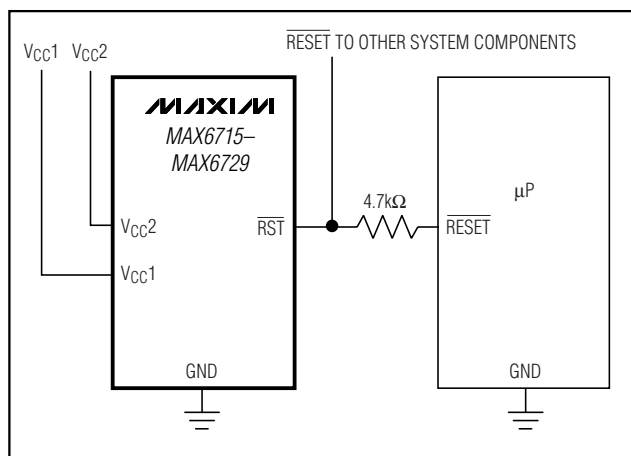 RESET TO OTHER SYSTEM COMPONENTS
VCC1 VCC2
MAXIM
MAX6715–
MAX6729
4.7kΩ
µP
VCC2
RST
RESET
VCC1
GND
GND